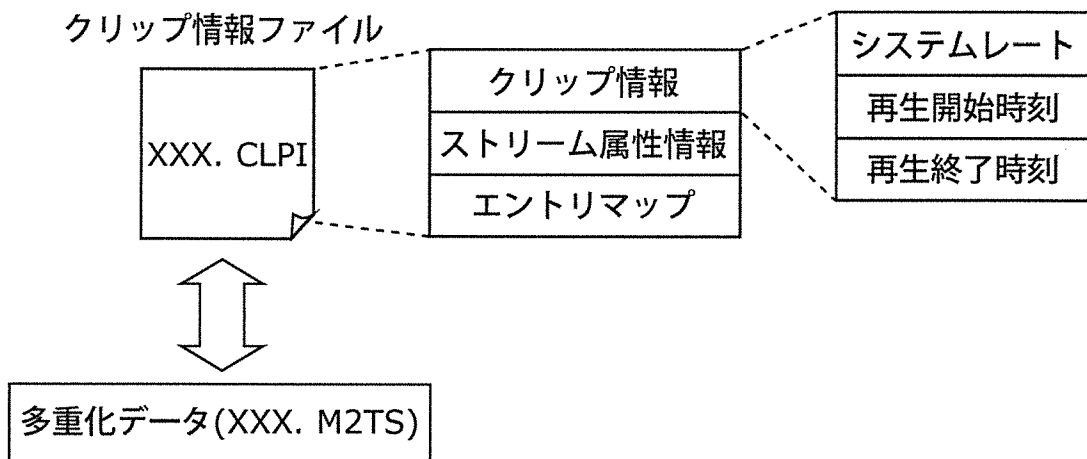 クリップ情報ファイル
XXX. CLPI
クリップ情報
ストリーム属性情報
エントリマップ
システムレート
再生開始時刻
再生終了時刻
多重化データ(XXX. M2TS)